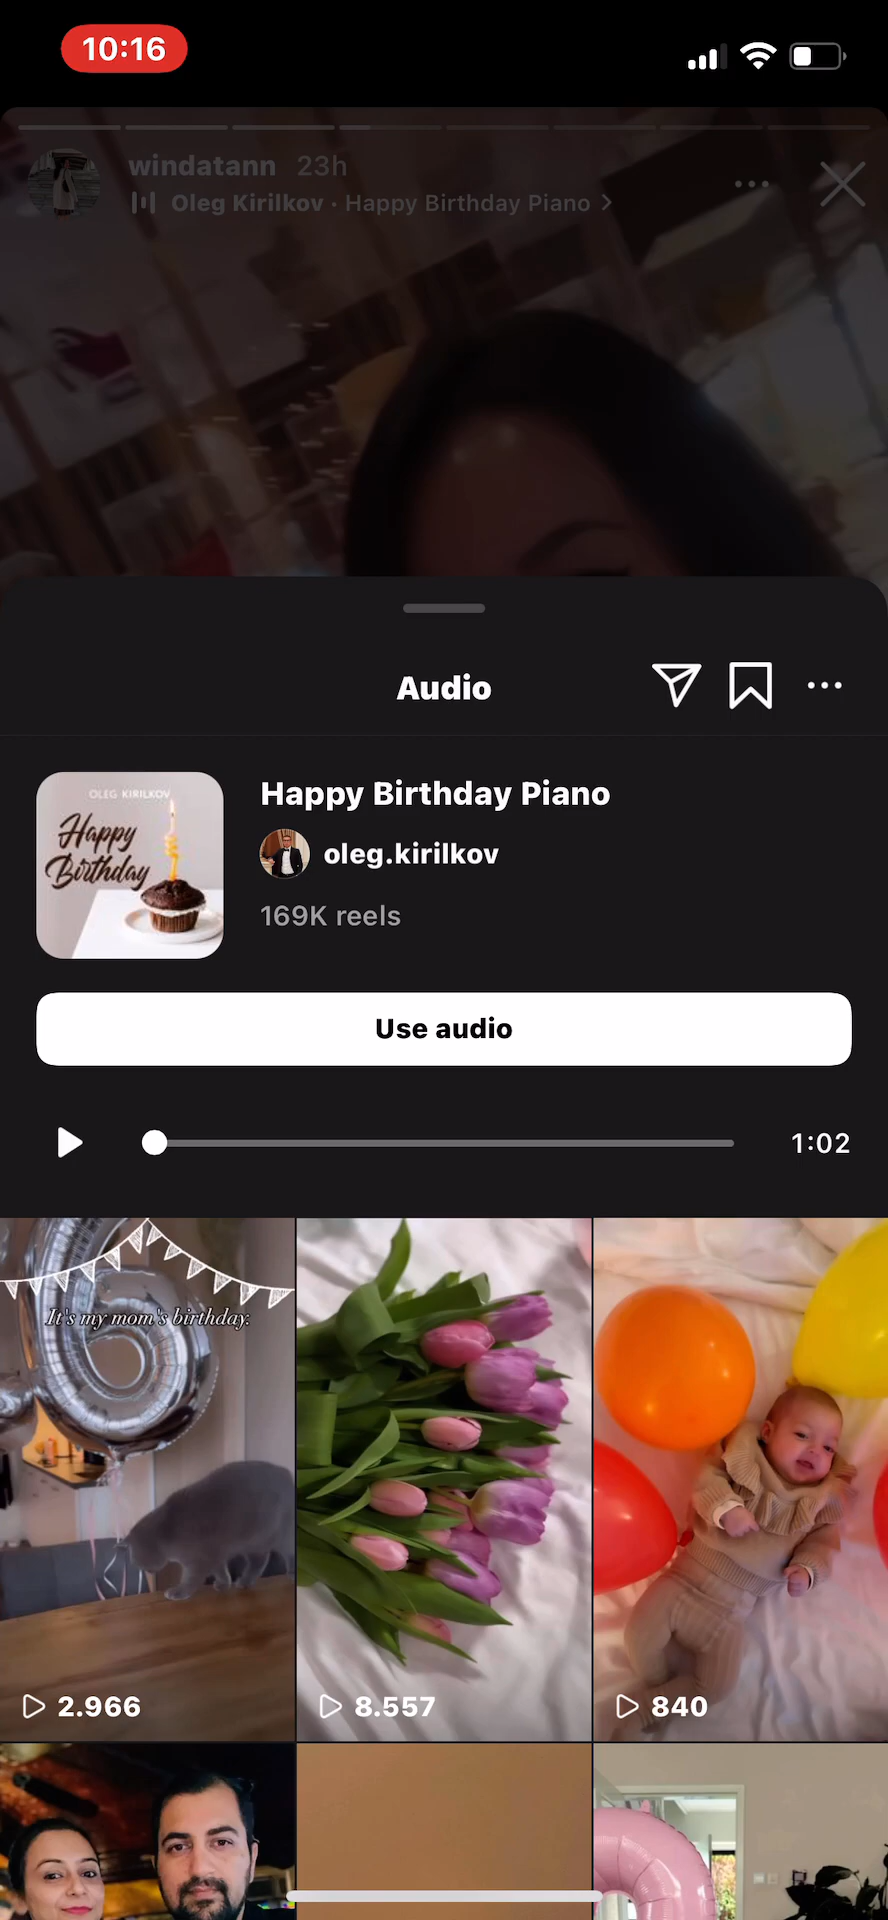 10:16
windatann 23h
Oleg Kirilkov · Happy Birthday Piano >
Audio
OLEG KIRILKOV
Happy
Birthday
Happy Birthday Piano
oleg.kirilkov
169K reels
Use audio
1:02
It's my mom's birthday.
2.966
8.557
840